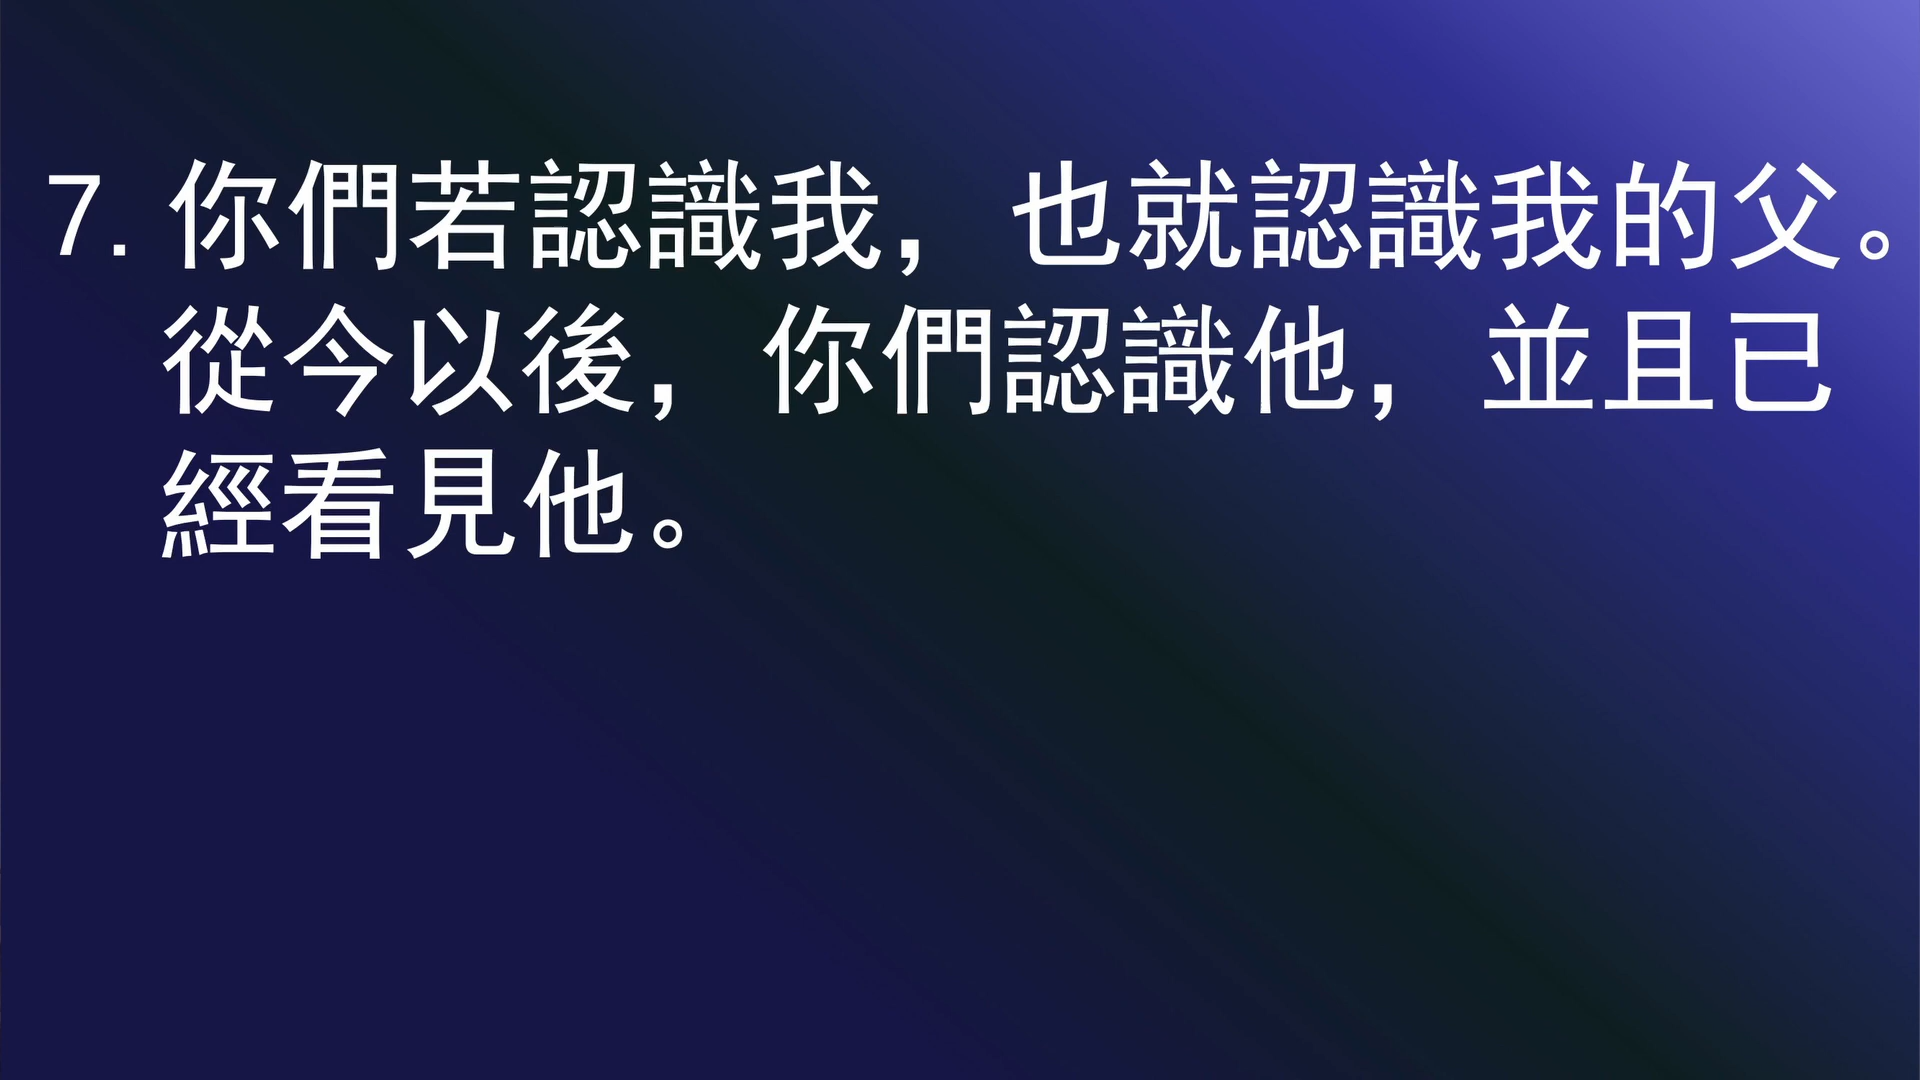 7. 你們若認識我，也就認識我的父。
從今以後，你們認識他，並且已
經看見他。